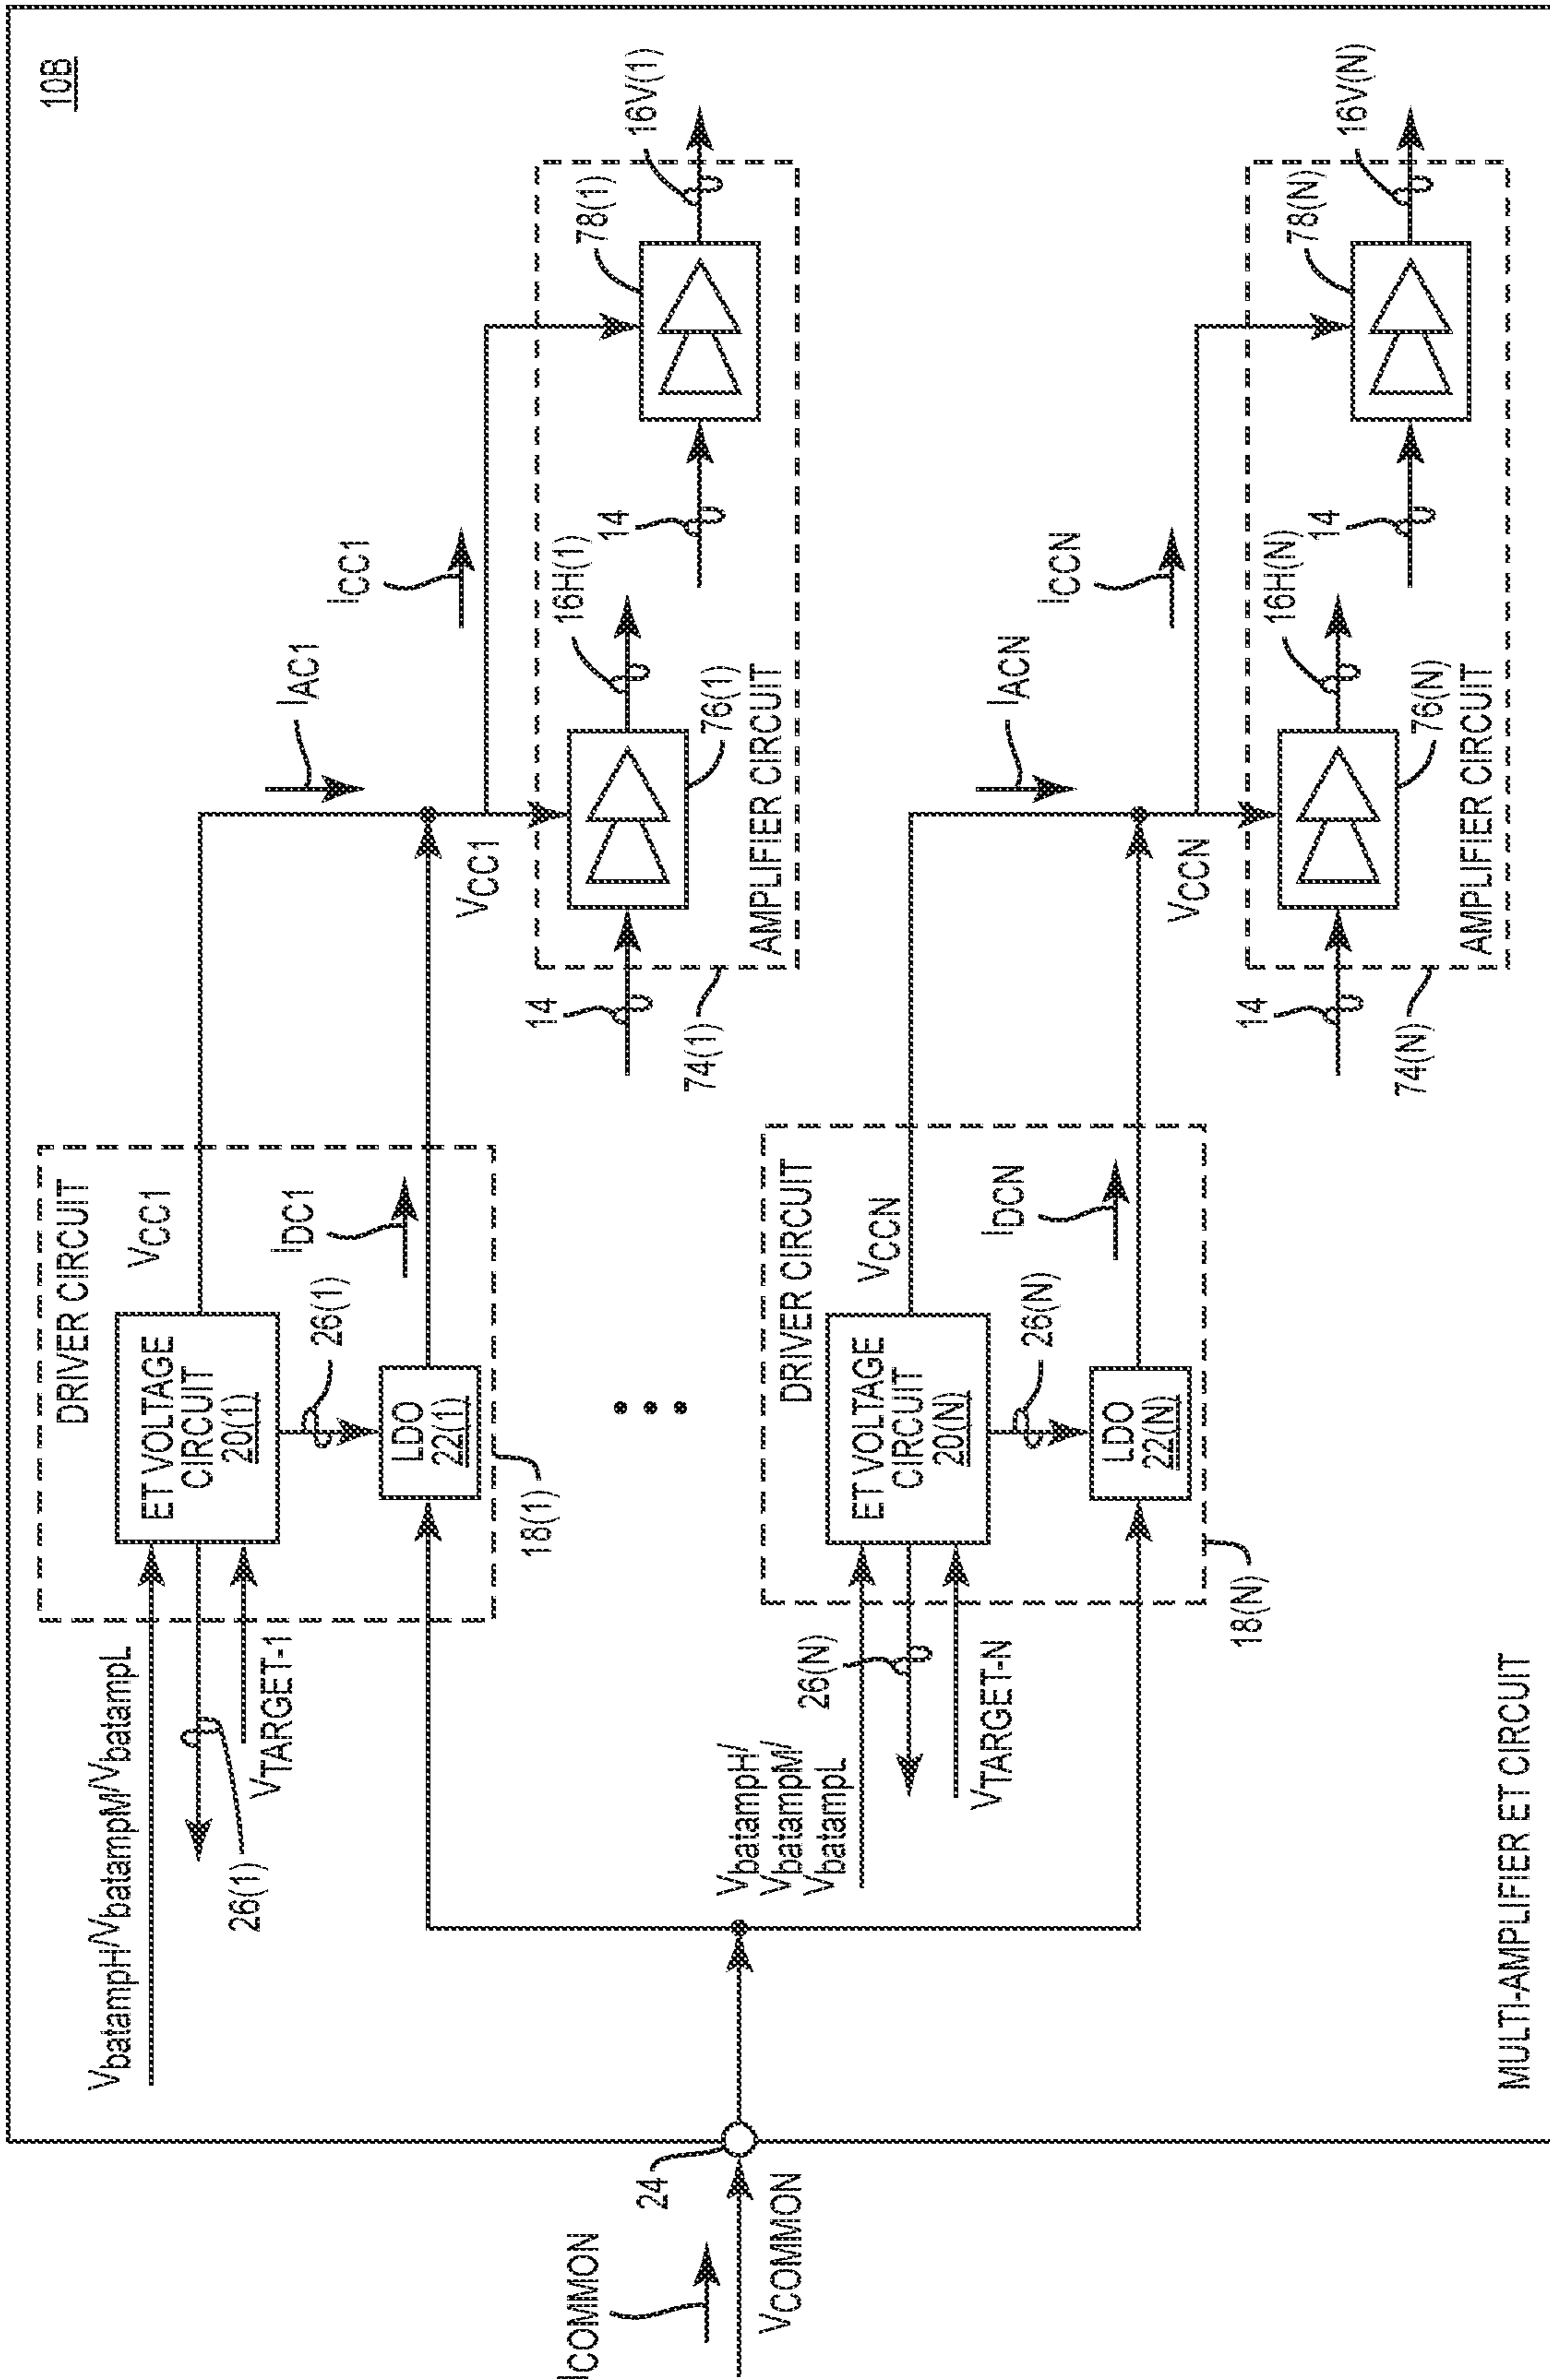 10B
DRIVER CIRCUIT
VbatampH/VbatampM/VbatampL
26(1)
VTARGET-1
ET VOLTAGE
CIRCUIT
20(1)
VCC1
26(1)
LDO
22(1)
IDC1
18(1)
IAC1
ICC1
VCC1
14
16H(1)
76(1)
14
78(1)
16V(1)
AMPLIFIER CIRCUIT
74(1)
ICOMMON
VCOMMON
24
DRIVER CIRCUIT
VbatampH/
VbatampM/
VbatampL
26(N)
VTARGET-N
ET VOLTAGE
CIRCUIT
20(N)
VCCN
26(N)
LDO
22(N)
IDCN
18(N)
IACN
ICCN
VCCN
14
16H(N)
76(N)
14
78(N)
16V(N)
AMPLIFIER CIRCUIT
74(N)
MULTI-AMPLIFIER ET CIRCUIT